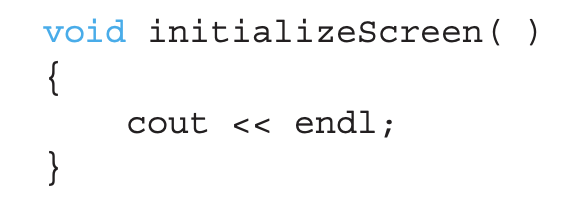 void initializeScreen( )
{
    cout << endl;
}